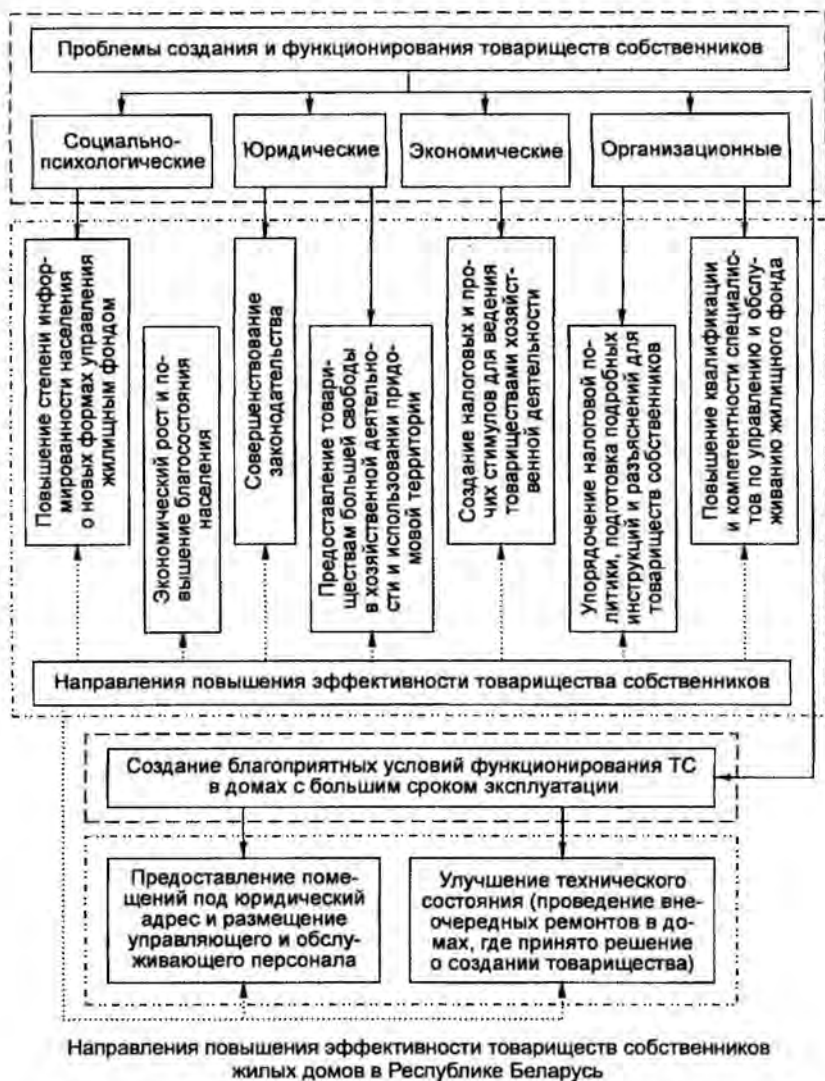 Проблемы создания и функционирования товариществ собственников
Социально-
психологические
Юридические
Экономические
Организационные
Повышение степени инфор-
мированности населения
о новых формах управления
жилищным фондом
Экономический рост и по-
вышение благосостояния
населения
Совершенствование
законодательства
Предоставление товари-
ществам большей свободы
в хозяйственной деятельно-
сти и использовании придо-
мовой территории
Создание налоговых и про-
чих стимулов для ведения
товариществами хозяйст-
венной деятельности
Упорядочение налоговой по-
литики, подготовка подробных
инструкций и разъяснений для
товариществ собственников
Повышение квалификации
и компетентности специалис-
тов по управлению и обслу-
живанию жилищного фонда
Направления повышения эффективности товарищества собственников
Создание благоприятных условий функционирования ТС
в домах с большим сроком эксплуатации
Предоставление поме-
щений под юридический
адрес и размещение
управляющего и обслу-
живающего персонала
Улучшение технического
состояния (проведение вне-
очередных ремонтов в до-
мах, где принято решение
о создании товарищества)
Направления повышения эффективности товариществ собственников
жилых домов в Республике Беларусь